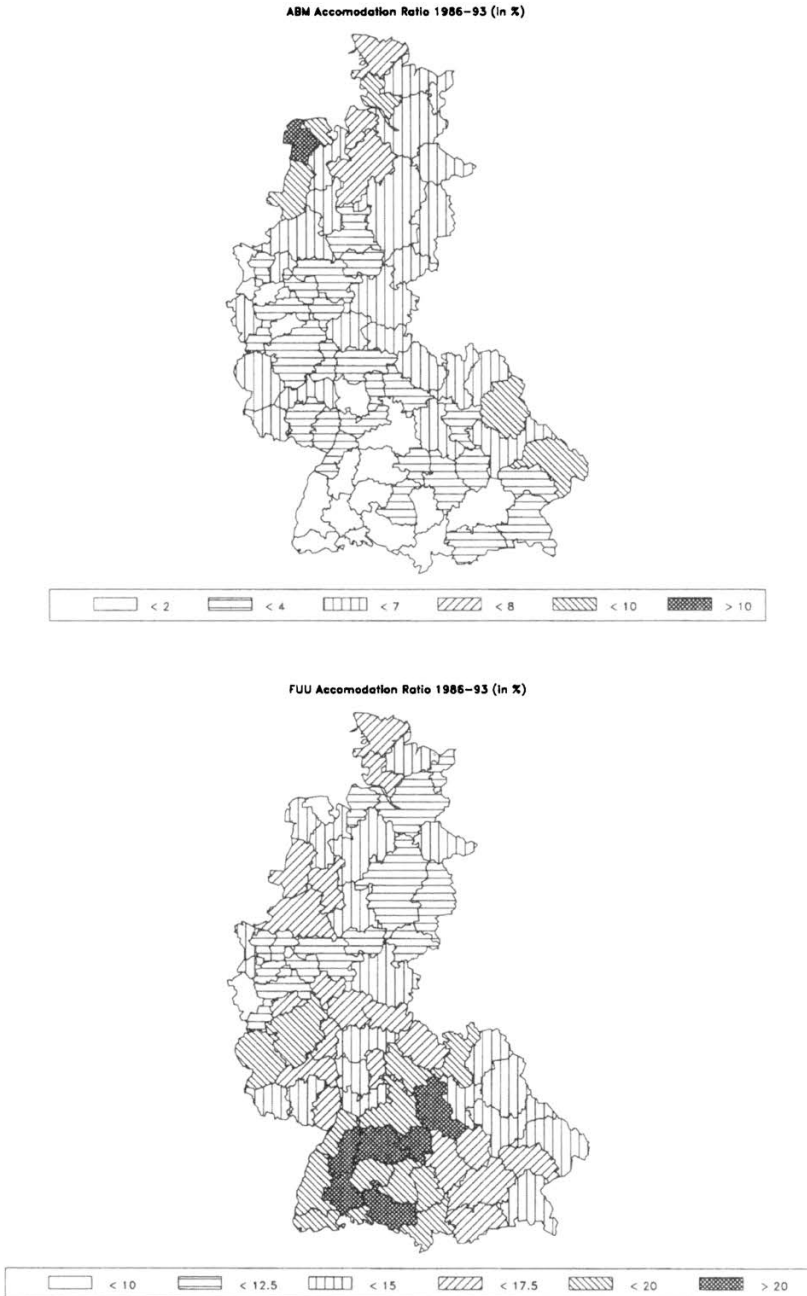 ABM Accomodation Ratio 1986-93 (in %)
< 2 < 4 < 7 < 8 < 10 > 10
FUU Accomodation Ratio 1986-93 (in %)
< 10 < 12.5 < 15 < 17.5 < 20 > 20